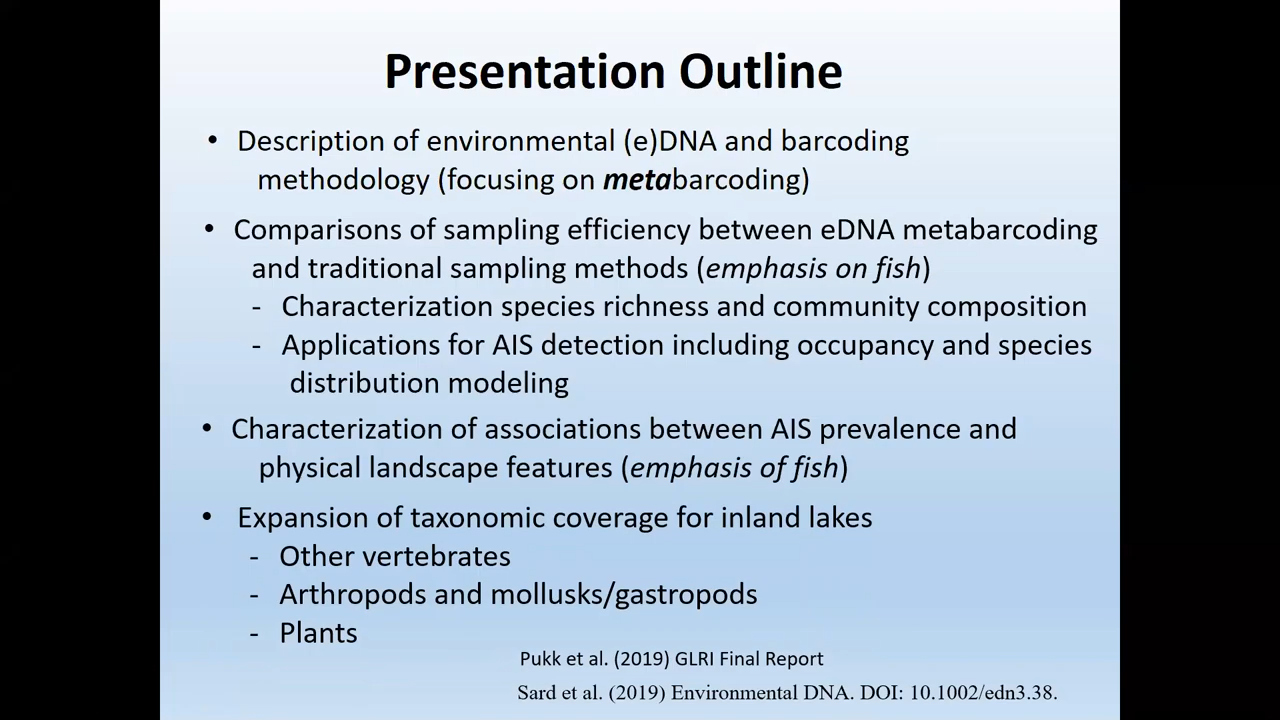 Presentation Outline
• Description of environmental (e)DNA and barcoding
methodology (focusing on metabarcoding)
• Comparisons of sampling efficiency between eDNA metabarcoding
and traditional sampling methods (emphasis on fish)
- Characterization species richness and community composition
- Applications for AIS detection including occupancy and species
distribution modeling
• Characterization of associations between AIS prevalence and
physical landscape features (emphasis of fish)
• Expansion of taxonomic coverage for inland lakes
- Other vertebrates
- Arthropods and mollusks/gastropods
- Plants
Pukk et al. (2019) GLRI Final Report
Sard et al. (2019) Environmental DNA. DOI: 10.1002/edn3.38.